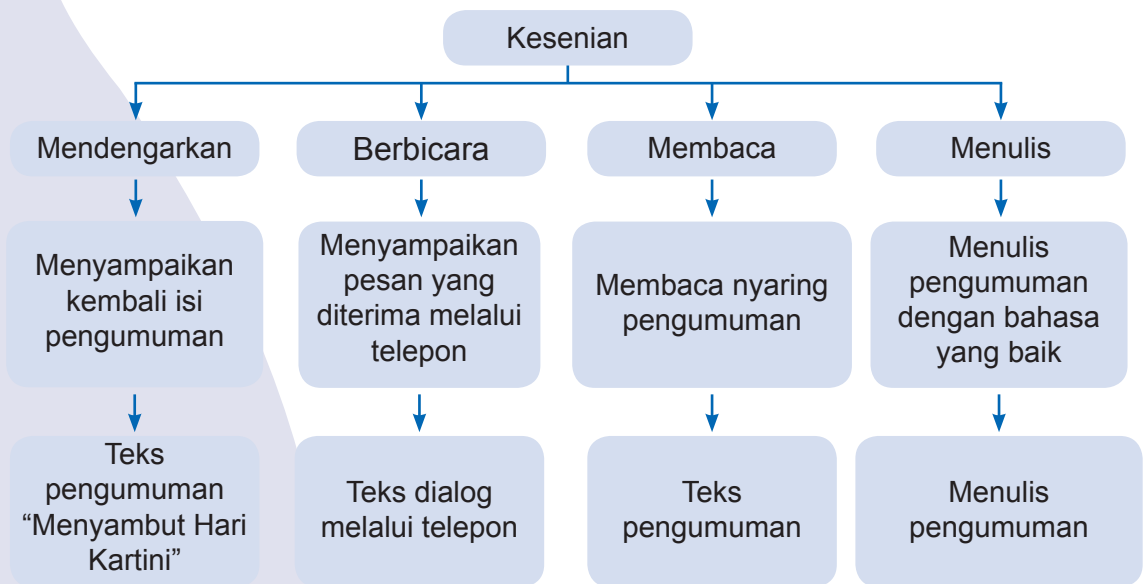 Kesenian
Mendengarkan
Berbicara
Membaca
Menulis
Menyampaikan
kembali isi
pengumuman
Menyampaikan
pesan yang
diterima melalui
telepon
Membaca nyaring
pengumuman
Menulis
pengumuman
dengan bahasa
yang baik
Teks
pengumuman
“Menyambut Hari
Kartini”
Teks dialog
melalui telepon
Teks
pengumuman
Menulis
pengumuman